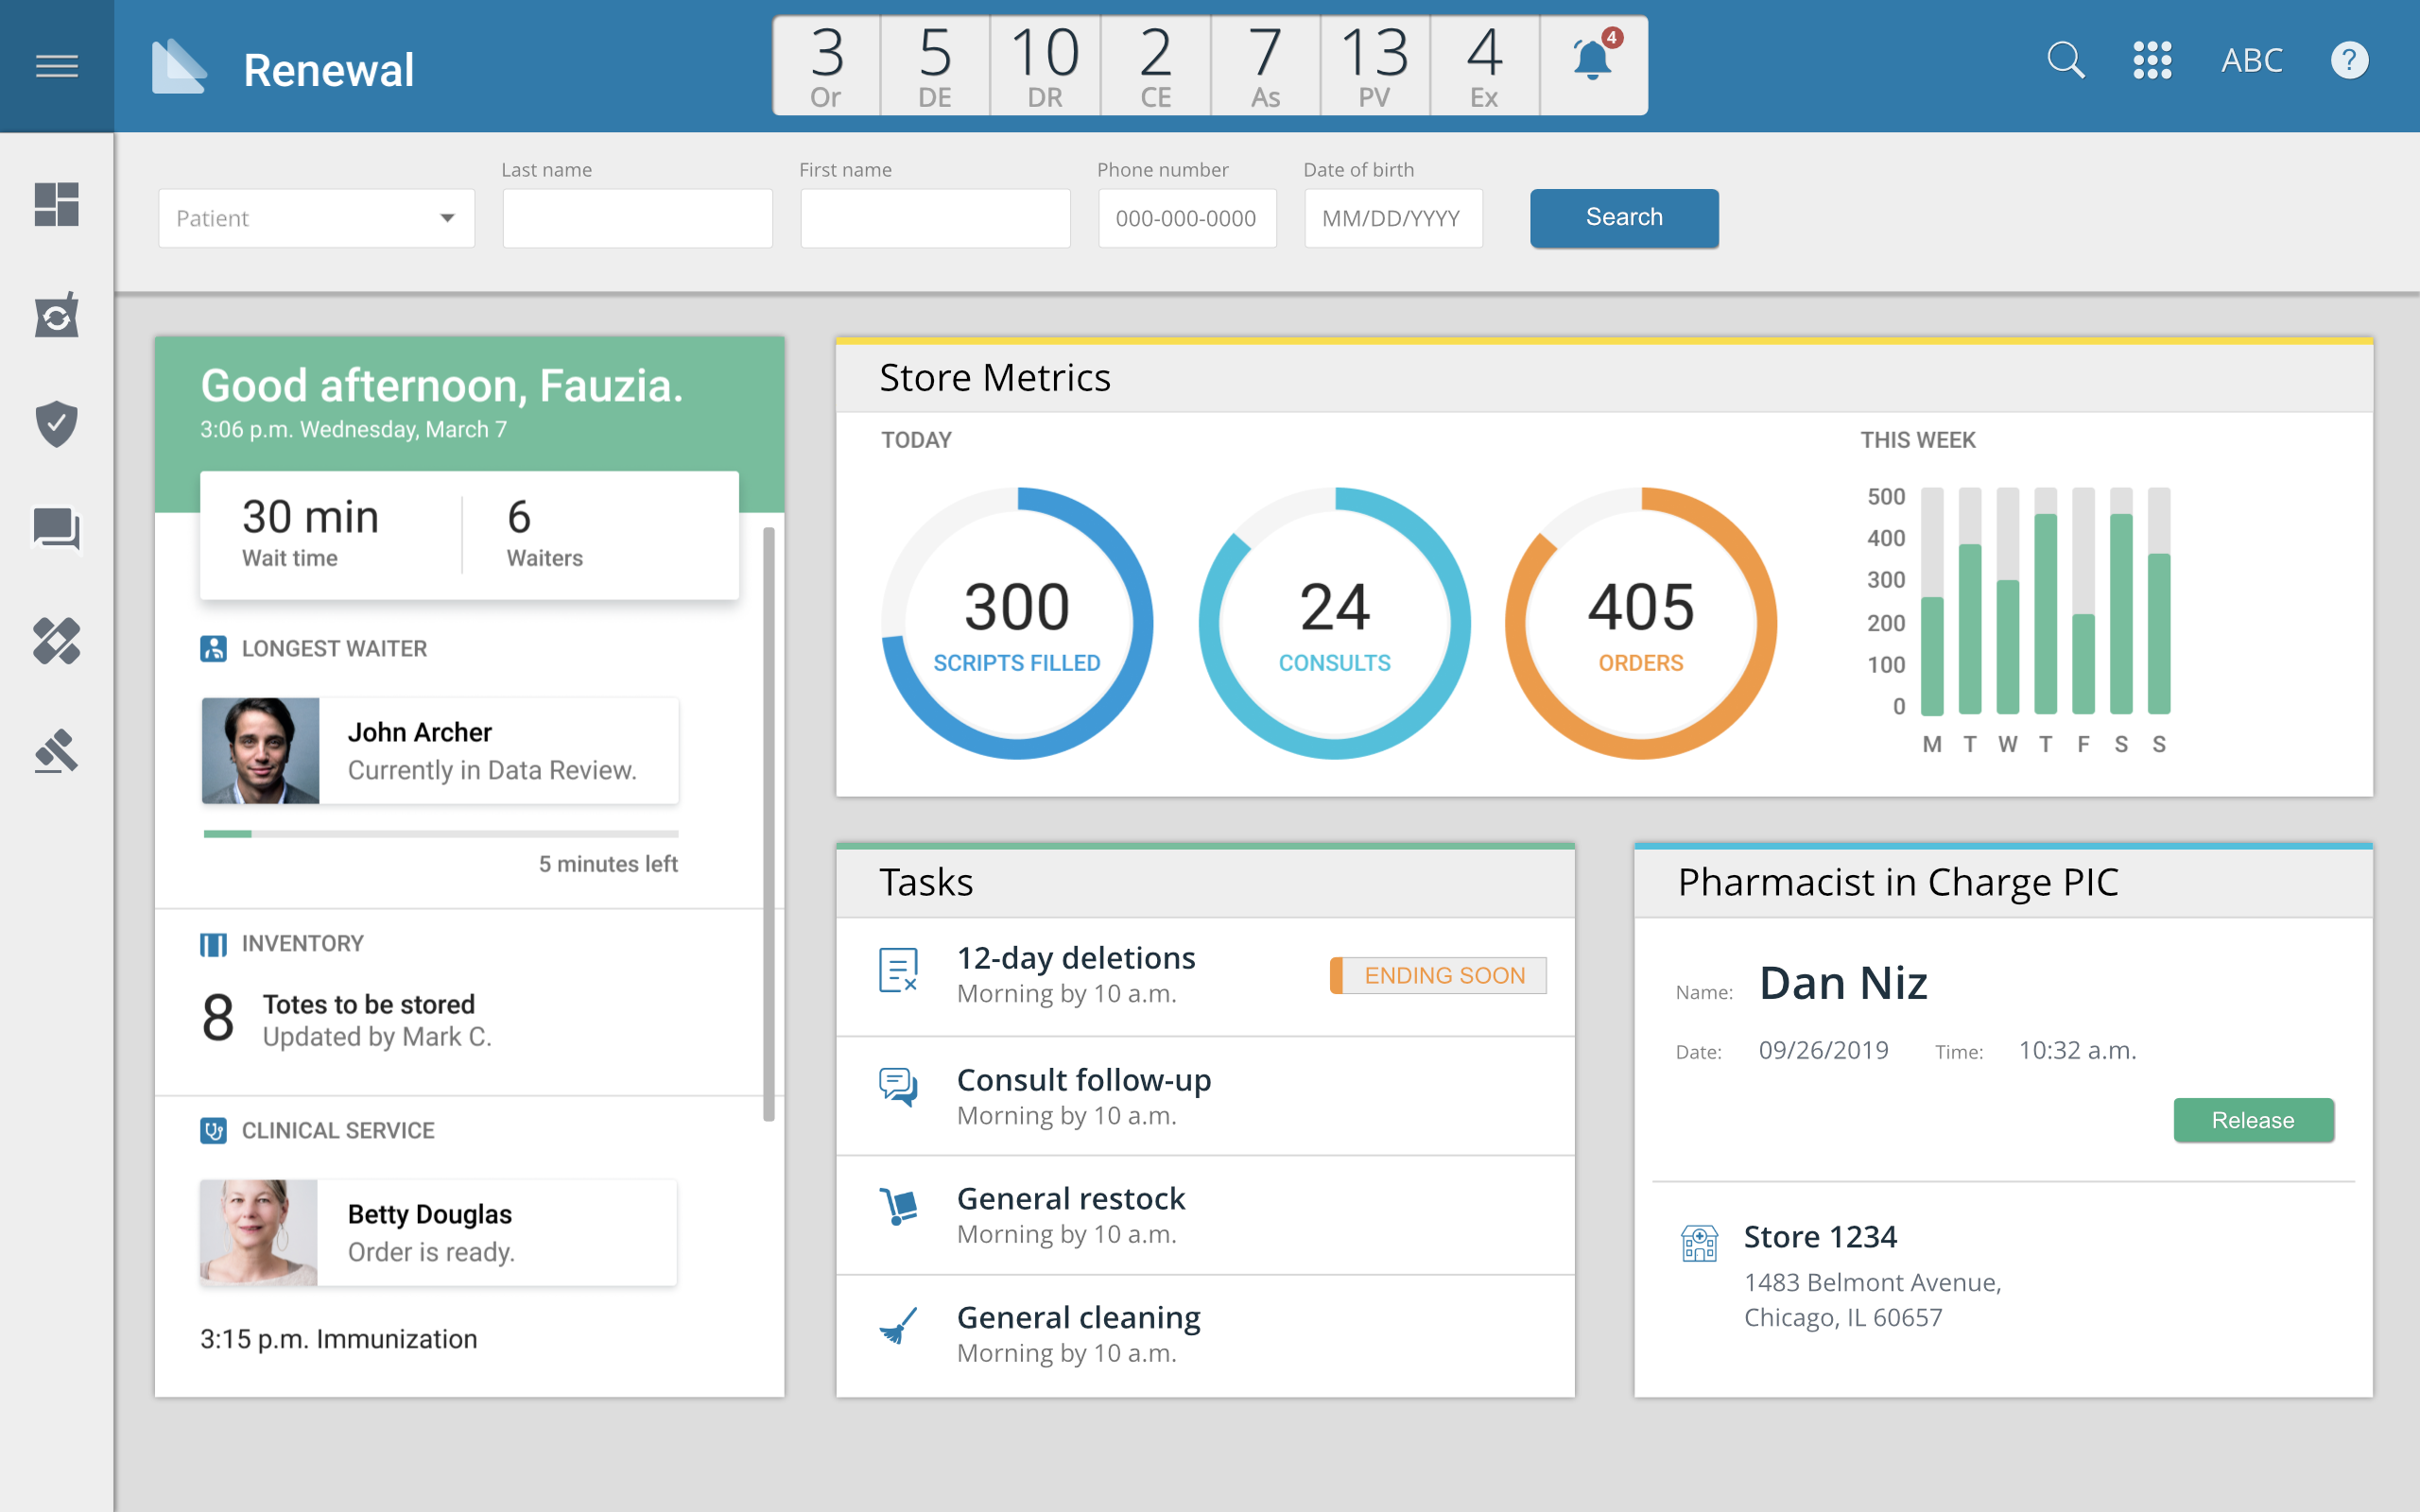 Renewal
3 5 10 2 7 13 4 4
Or DE DR CE As PV Ex
ABC ?
Last name First name Phone number Date of birth
Patient 000-000-0000 MM/DD/YYYY Search
Good afternoon, Fauzia.
3:06 p.m. Wednesday, March 7
30 min 6
Wait time Waiters
LONGEST WAITER
John Archer
Currently in Data Review.
5 minutes left
INVENTORY
8 Totes to be stored
Updated by Mark C.
CLINICAL SERVICE
Betty Douglas
Order is ready.
3:15 p.m. Immunization
Store Metrics
TODAY
300
SCRIPTS FILLED
24
CONSULTS
405
ORDERS
THIS WEEK
500
400
300
200
100
0
M T W T F S S
Tasks
12-day deletions
Morning by 10 a.m.
ENDING SOON
Consult follow-up
Morning by 10 a.m.
General restock
Morning by 10 a.m.
General cleaning
Morning by 10 a.m.
Pharmacist in Charge PIC
Name: Dan Niz
Date: 09/26/2019 Time: 10:32 a.m.
Release
Store 1234
1483 Belmont Avenue,
Chicago, IL 60657